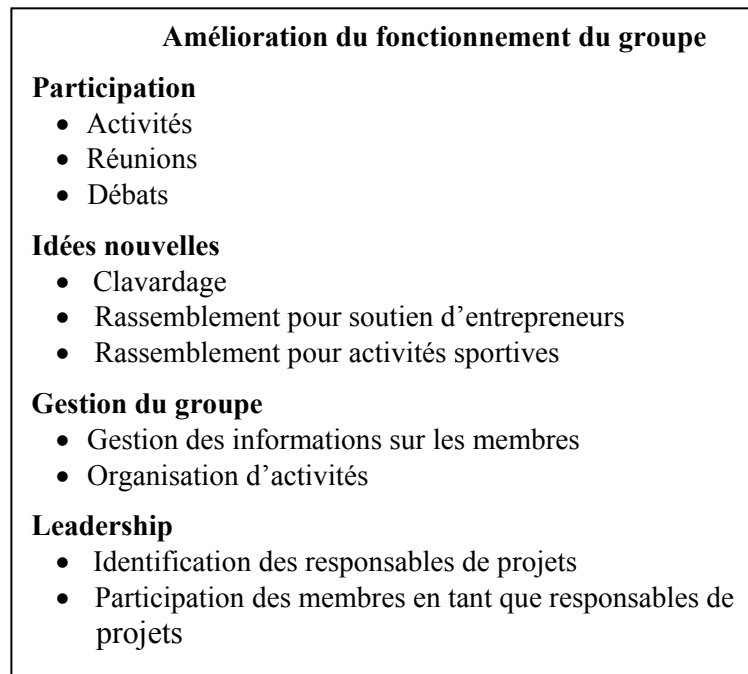 Amélioration du fonctionnement du groupe
Participation
• Activités
• Réunions
• Débats
Idées nouvelles
• Clavardage
• Rassemblement pour soutien d’entrepreneurs
• Rassemblement pour activités sportives
Gestion du groupe
• Gestion des informations sur les membres
• Organisation d’activités
Leadership
• Identification des responsables de projets
• Participation des membres en tant que responsables de
projets